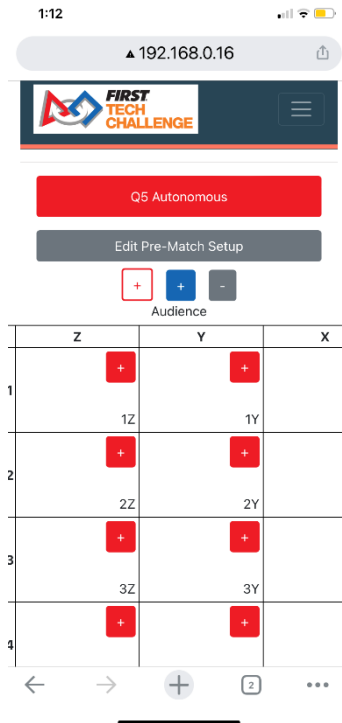 1:12
192.168.0.16
FIRST
TECH
CHALLENGE
Q5 Autonomous
Edit Pre-Match Setup
+ + -
Audience
Z Y X
+ +
1
1Z 1Y
+ +
2
2Z 2Y
+ +
3
3Z 3Y
+ +
4
2